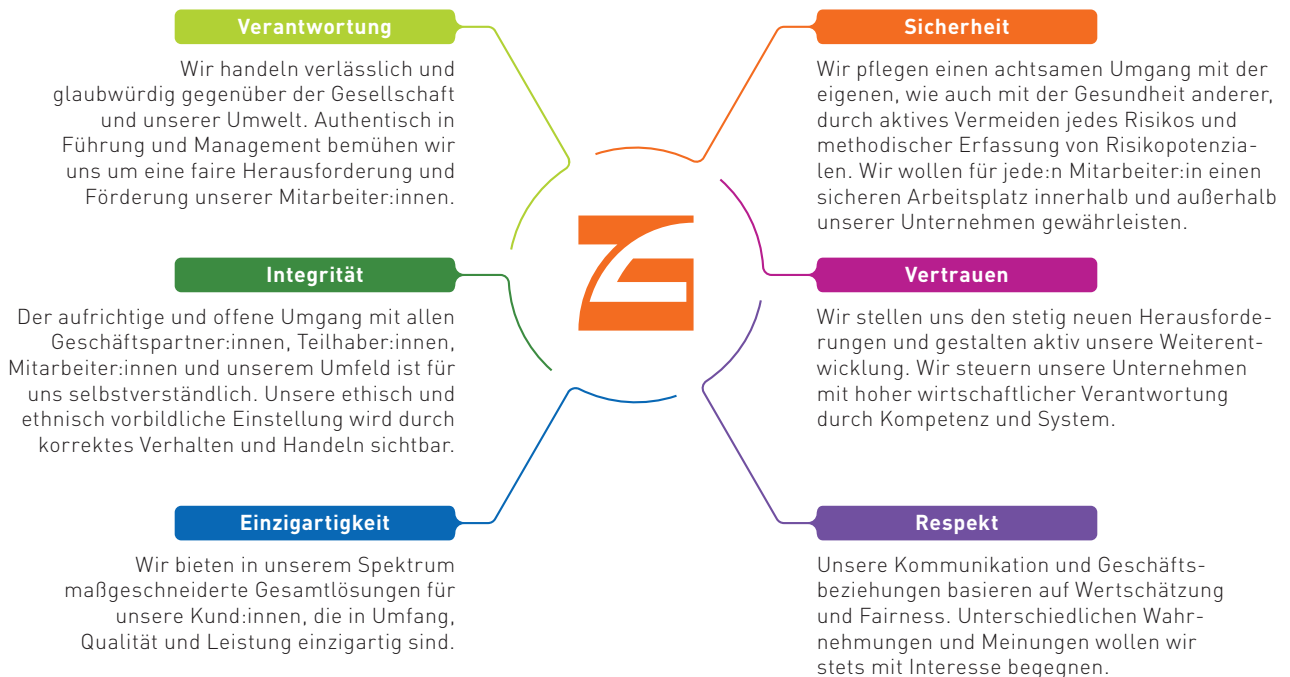 Verantwortung
Wir handeln verlässlich und
glaubwürdig gegenüber der Gesellschaft
und unserer Umwelt. Authentisch in
Führung und Management bemühen wir
uns um eine faire Herausforderung und
Förderung unserer Mitarbeiter:innen.
Integrität
Der aufrichtige und offene Umgang mit allen
Geschäftspartner:innen, Teilhaber:innen,
Mitarbeiter:innen und unserem Umfeld ist für
uns selbstverständlich. Unsere ethisch und
ethnisch vorbildliche Einstellung wird durch
korrektes Verhalten und Handeln sichtbar.
Einzigartigkeit
Wir bieten in unserem Spektrum
maßgeschneiderte Gesamtlösungen für
unsere Kund:innen, die in Umfang,
Qualität und Leistung einzigartig sind.
Sicherheit
Wir pflegen einen achtsamen Umgang mit der
eigenen, wie auch mit der Gesundheit anderer,
durch aktives Vermeiden jedes Risikos und
methodischer Erfassung von Risikopotenzia-
len. Wir wollen für jede:n Mitarbeiter:in einen
sicheren Arbeitsplatz innerhalb und außerhalb
unserer Unternehmen gewährleisten.
Vertrauen
Wir stellen uns den stetig neuen Herausforde-
rungen und gestalten aktiv unsere Weiterent-
wicklung. Wir steuern unsere Unternehmen
mit hoher wirtschaftlicher Verantwortung
durch Kompetenz und System.
Respekt
Unsere Kommunikation und Geschäfts-
beziehungen basieren auf Wertschätzung
und Fairness. Unterschiedlichen Wahr-
nehmungen und Meinungen wollen wir
stets mit Interesse begegnen.